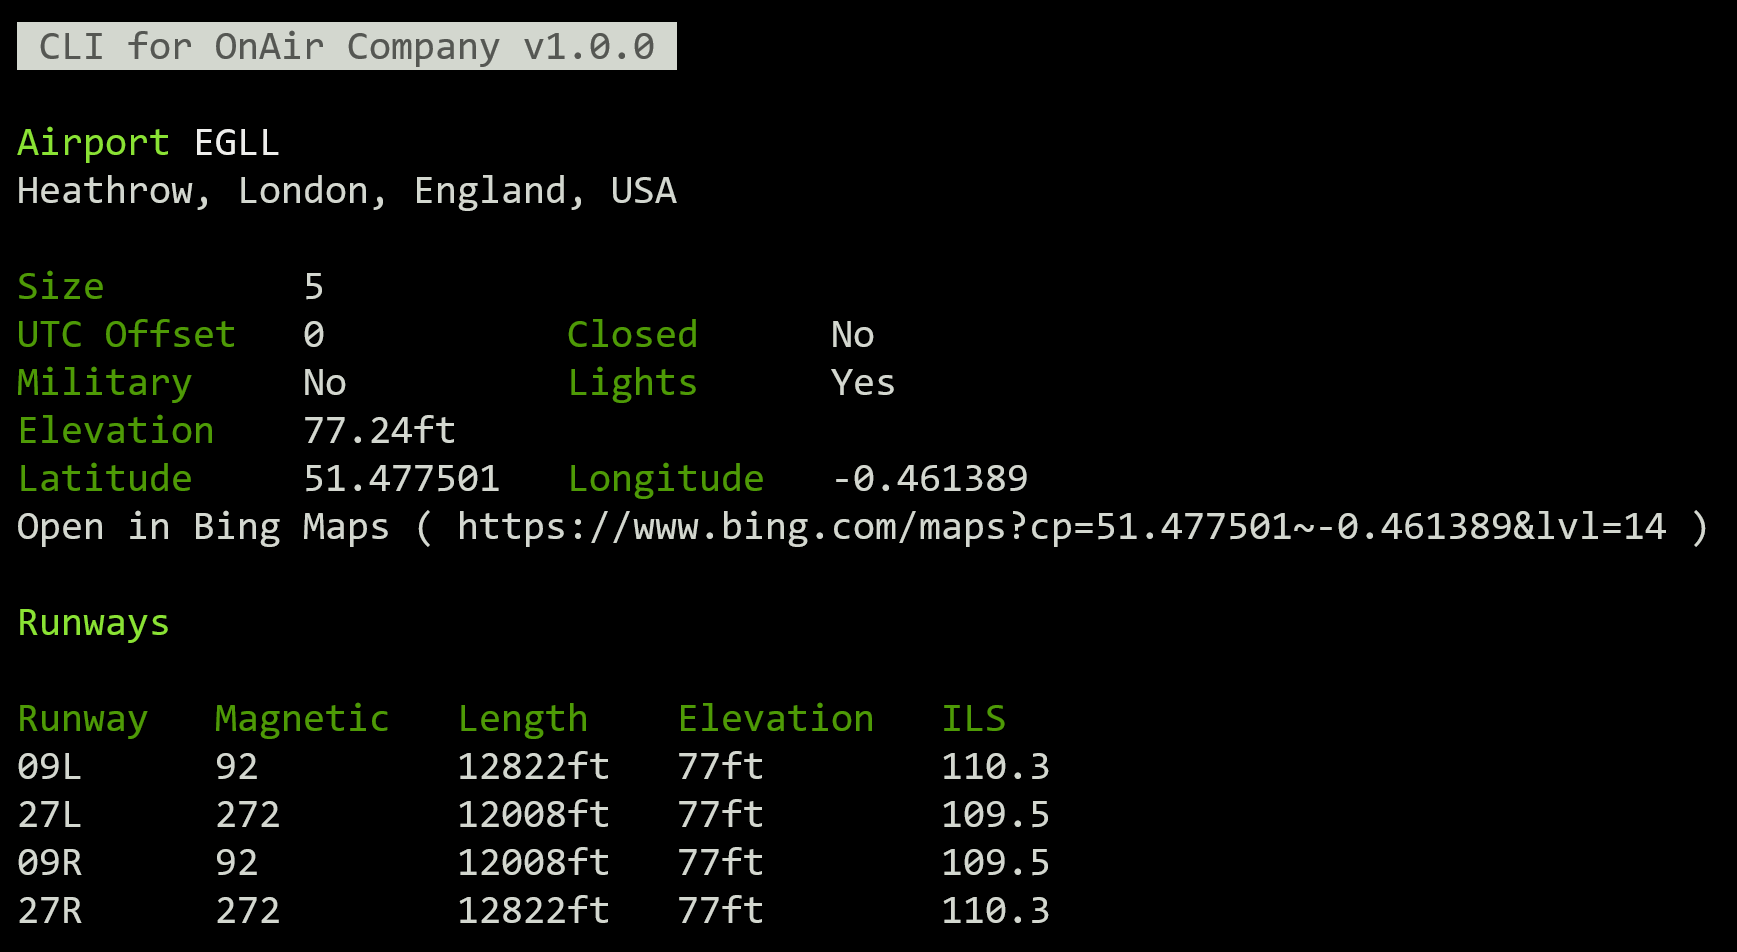 CLI for OnAir Company v1.0.0
Airport EGLL
Heathrow, London, England, USA
Size 5
UTC Offset 0 Closed No
Military No Lights Yes
Elevation 77.24ft
Latitude 51.477501 Longitude -0.461389
Open in Bing Maps ( https://www.bing.com/maps?cp=51.477501~-0.461389&lvl=14 )
Runways
Runway Magnetic Length Elevation ILS
09L 92 12822ft 77ft 110.3
27L 272 12008ft 77ft 109.5
09R 92 12008ft 77ft 109.5
27R 272 12822ft 77ft 110.3